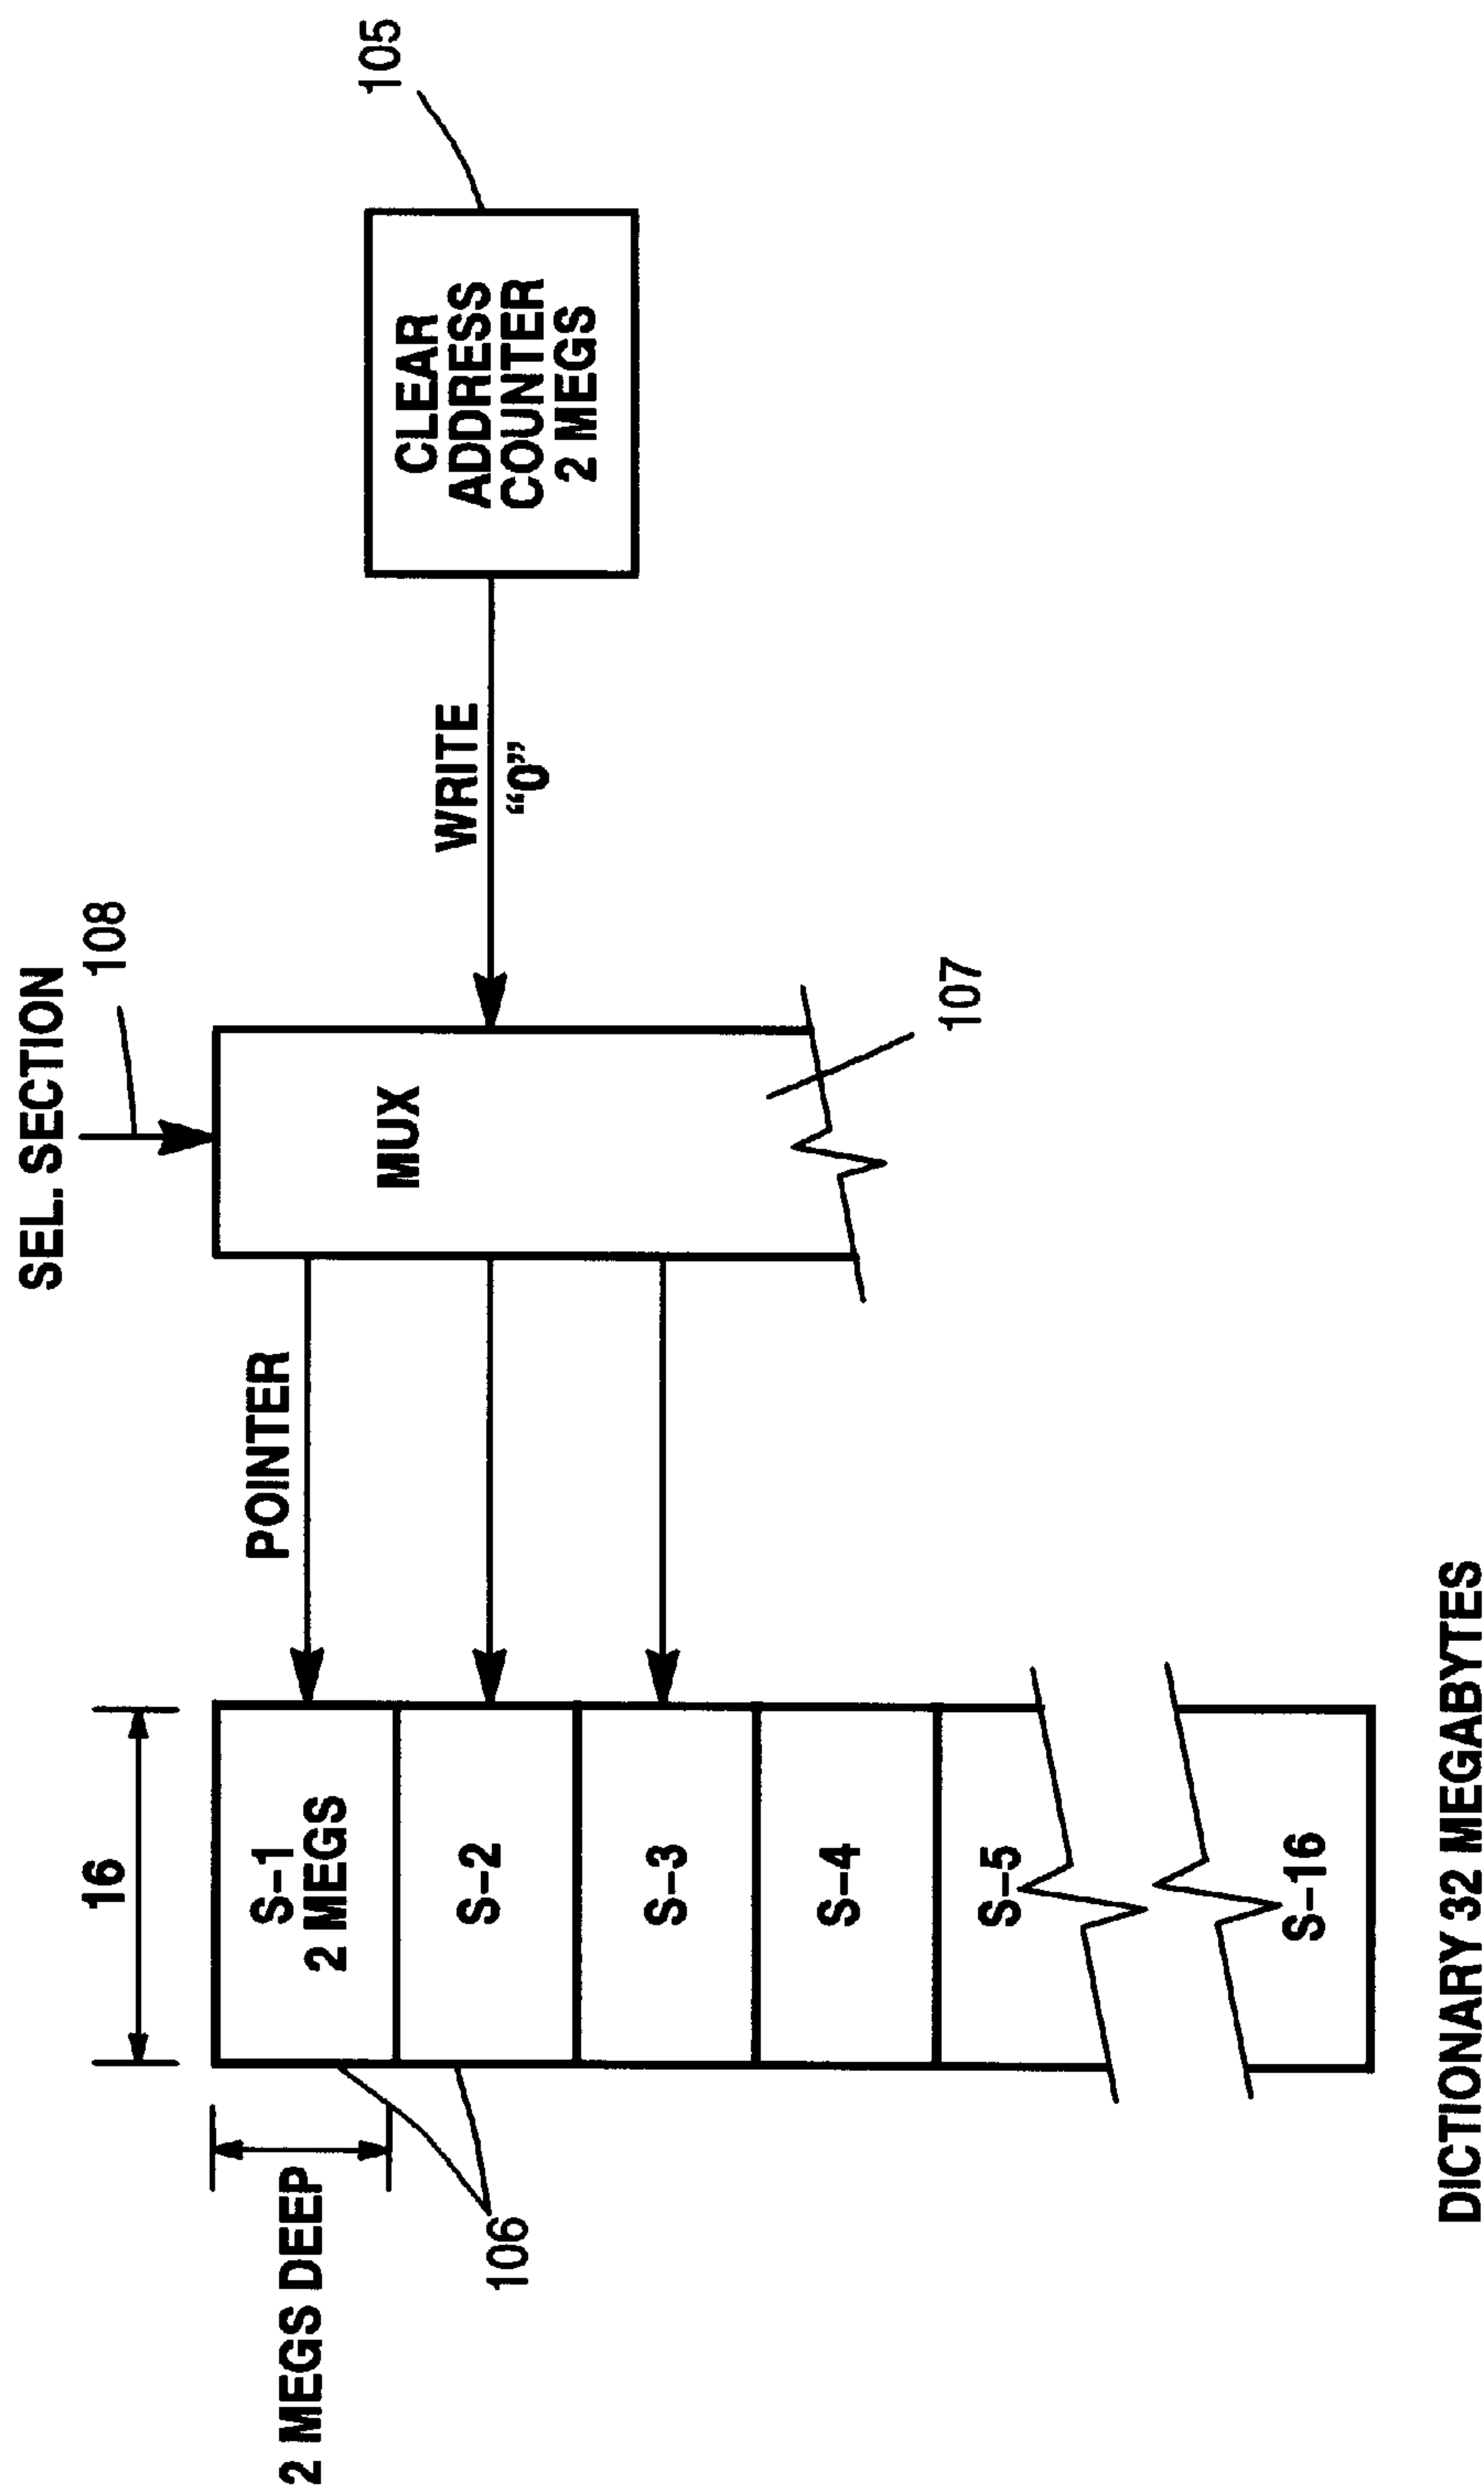 SEL. SECTION
108
16
2 MEGS DEEP
S-1
2 MEGS
POINTER
MUX
CLEAR
ADDRESS
COUNTER
2 MEGS
105
106
S-2
WRITE
“0”
S-3
S-4
107
S-5
S-16
DICTIONARY 32 MEGABYTES